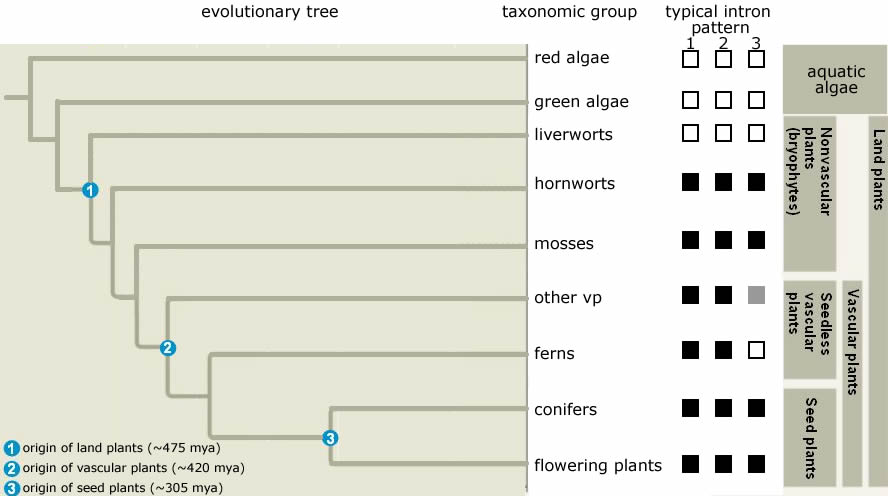 evolutionary tree
taxonomic group
typical intron
pattern
1 2 3
red algae
green algae
liverworts
hornworts
mosses
other vp
ferns
conifers
flowering plants
aquatic
algae
Nonvascular
plants
(bryophytes)
Seedless
vascular
plants
Seed plants
Vascular plants
Land plants
1
2
3
1 origin of land plants (~475 mya)
2 origin of vascular plants (~420 mya)
3 origin of seed plants (~305 mya)